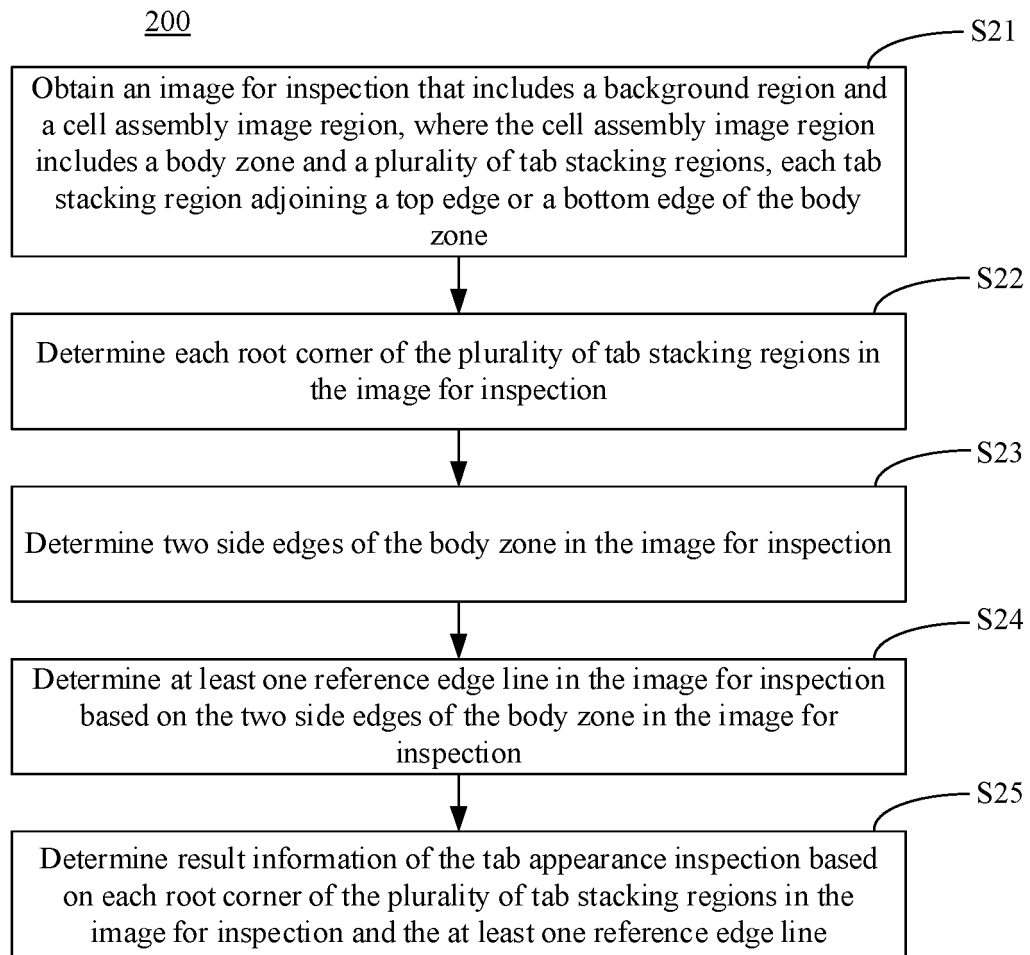 200
S21
Obtain an image for inspection that includes a background region and
a cell assembly image region, where the cell assembly image region
includes a body zone and a plurality of tab stacking regions, each tab
stacking region adjoining a top edge or a bottom edge of the body
zone
S22
Determine each root corner of the plurality of tab stacking regions in
the image for inspection
S23
Determine two side edges of the body zone in the image for inspection
S24
Determine at least one reference edge line in the image for inspection
based on the two side edges of the body zone in the image for
inspection
S25
Determine result information of the tab appearance inspection based
on each root corner of the plurality of tab stacking regions in the
image for inspection and the at least one reference edge line